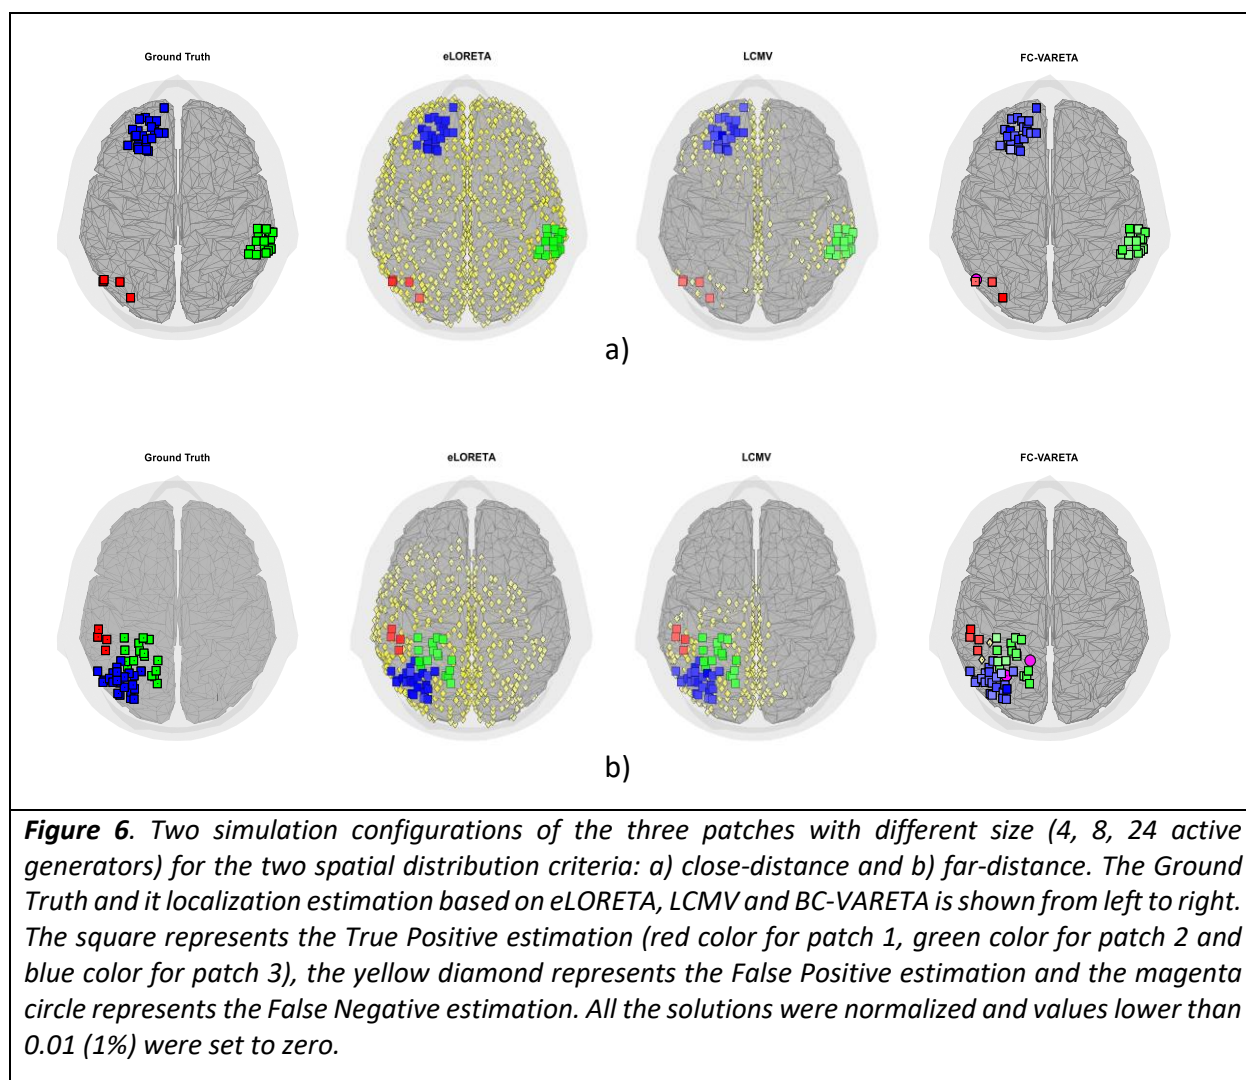 Ground Truth eLORETA LCMV FC-VARETA
a)
Ground Truth eLORETA LCMV FC-VARETA
b)
Figure 6. Two simulation configurations of the three patches with different size (4, 8, 24 active
generators) for the two spatial distribution criteria: a) close-distance and b) far-distance. The Ground
Truth and it localization estimation based on eLORETA, LCMV and BC-VARETA is shown from left to right.
The square represents the True Positive estimation (red color for patch 1, green color for patch 2 and
blue color for patch 3), the yellow diamond represents the False Positive estimation and the magenta
circle represents the False Negative estimation. All the solutions were normalized and values lower than
0.01 (1%) were set to zero.